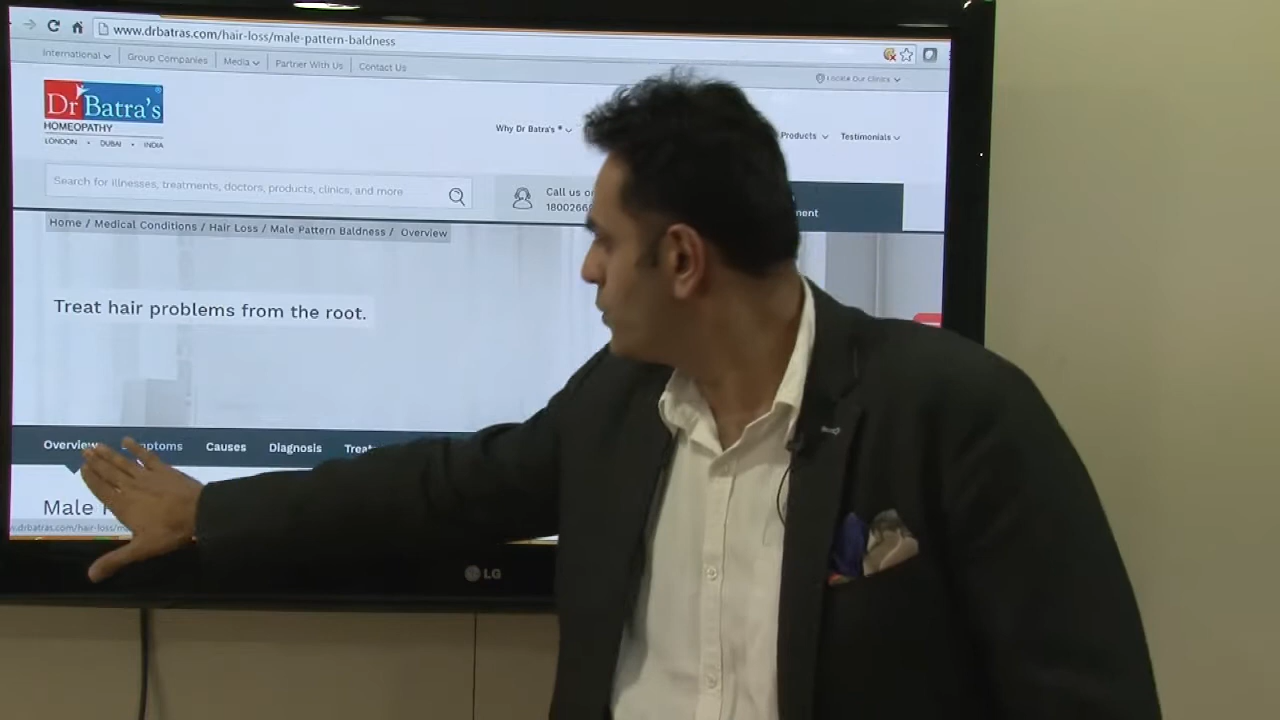 www.drbatras.com/hair-loss/male-pattern-baldness
International Group Companies Media Partner With Us Contact Us
Locate Our Clinics
Dr Batra's®
HOMEOPATHY
LONDON • DUBAI • INDIA
Why Dr Batra's ® Products Testimonials
Search for illnesses, treatments, doctors, products, clinics, and more
Call us
1800266
Home / Medical Conditions / Hair Loss / Male Pattern Baldness / Overview
Treat hair problems from the root.
Overview Causes Diagnosis
Male
LG